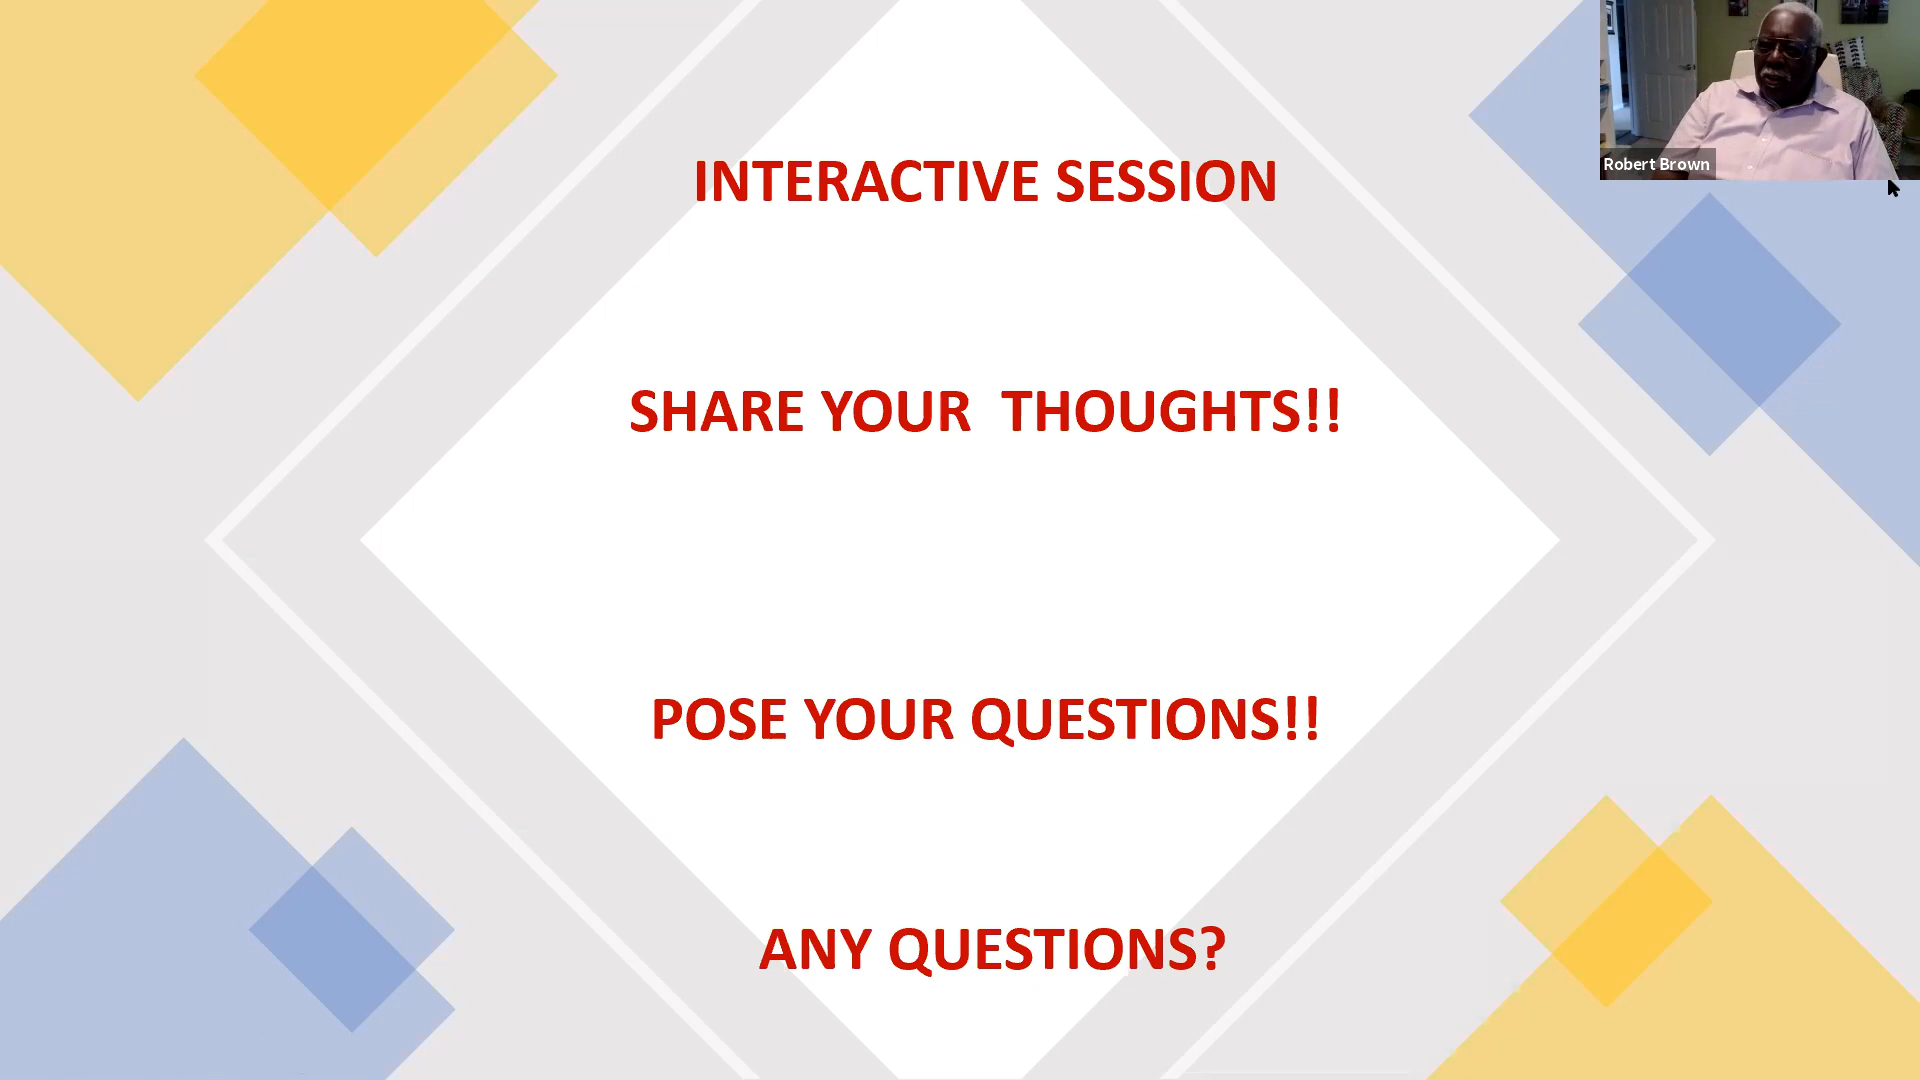 INTERACTIVE SESSION
Robert Brown
SHARE YOUR  THOUGHTS!!
POSE YOUR QUESTIONS!!
ANY QUESTIONS?